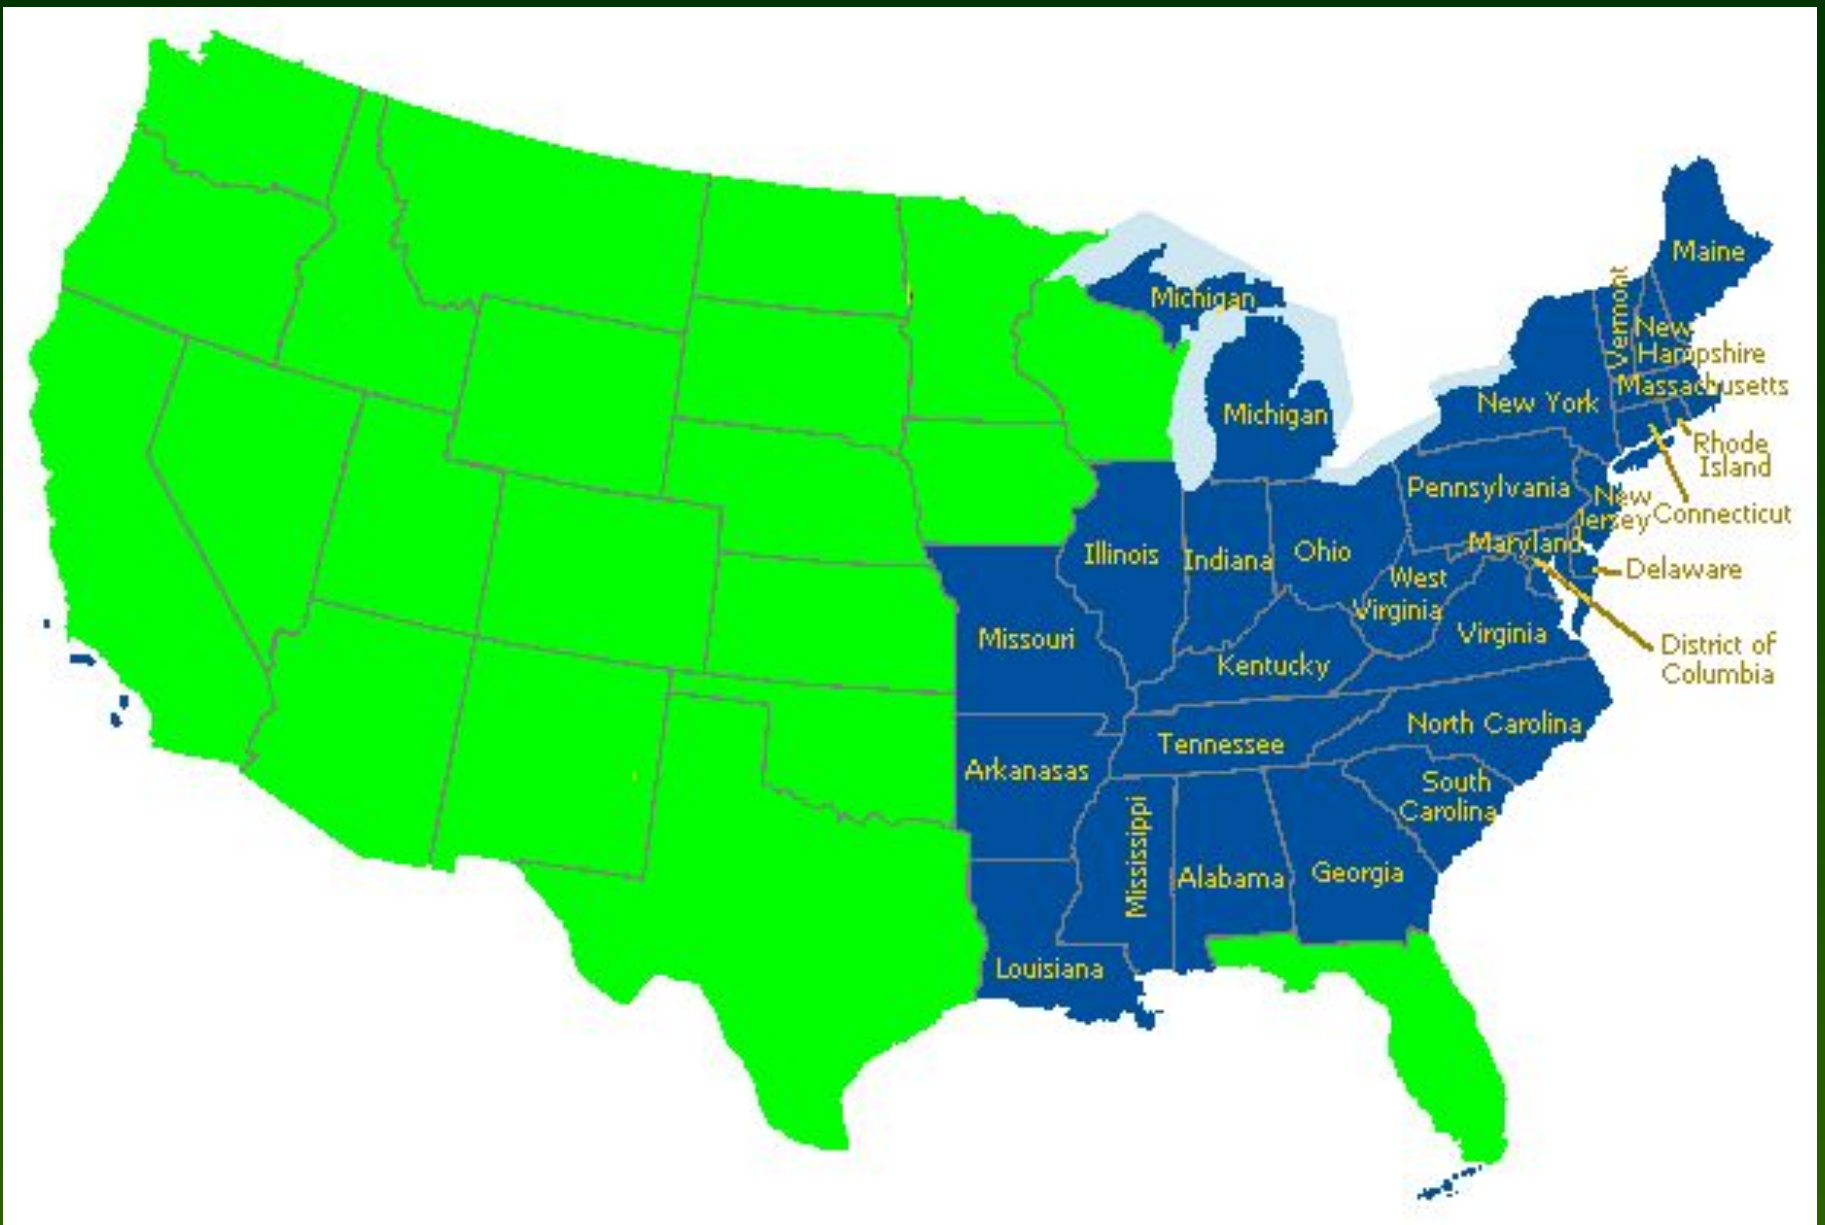 Maine
Michigan
Vermont
New
Hampshire
Massachusetts
New York
Michigan
Rhode
Island
Pennsylvania
New
Jersey
Connecticut
Maryland
Illinois
Indiana
Ohio
Delaware
West
Virginia
Missouri
Virginia
District of
Columbia
Kentucky
North Carolina
Tennessee
Arkanasas
South
Carolina
Mississippi
Alabama
Georgia
Louisiana